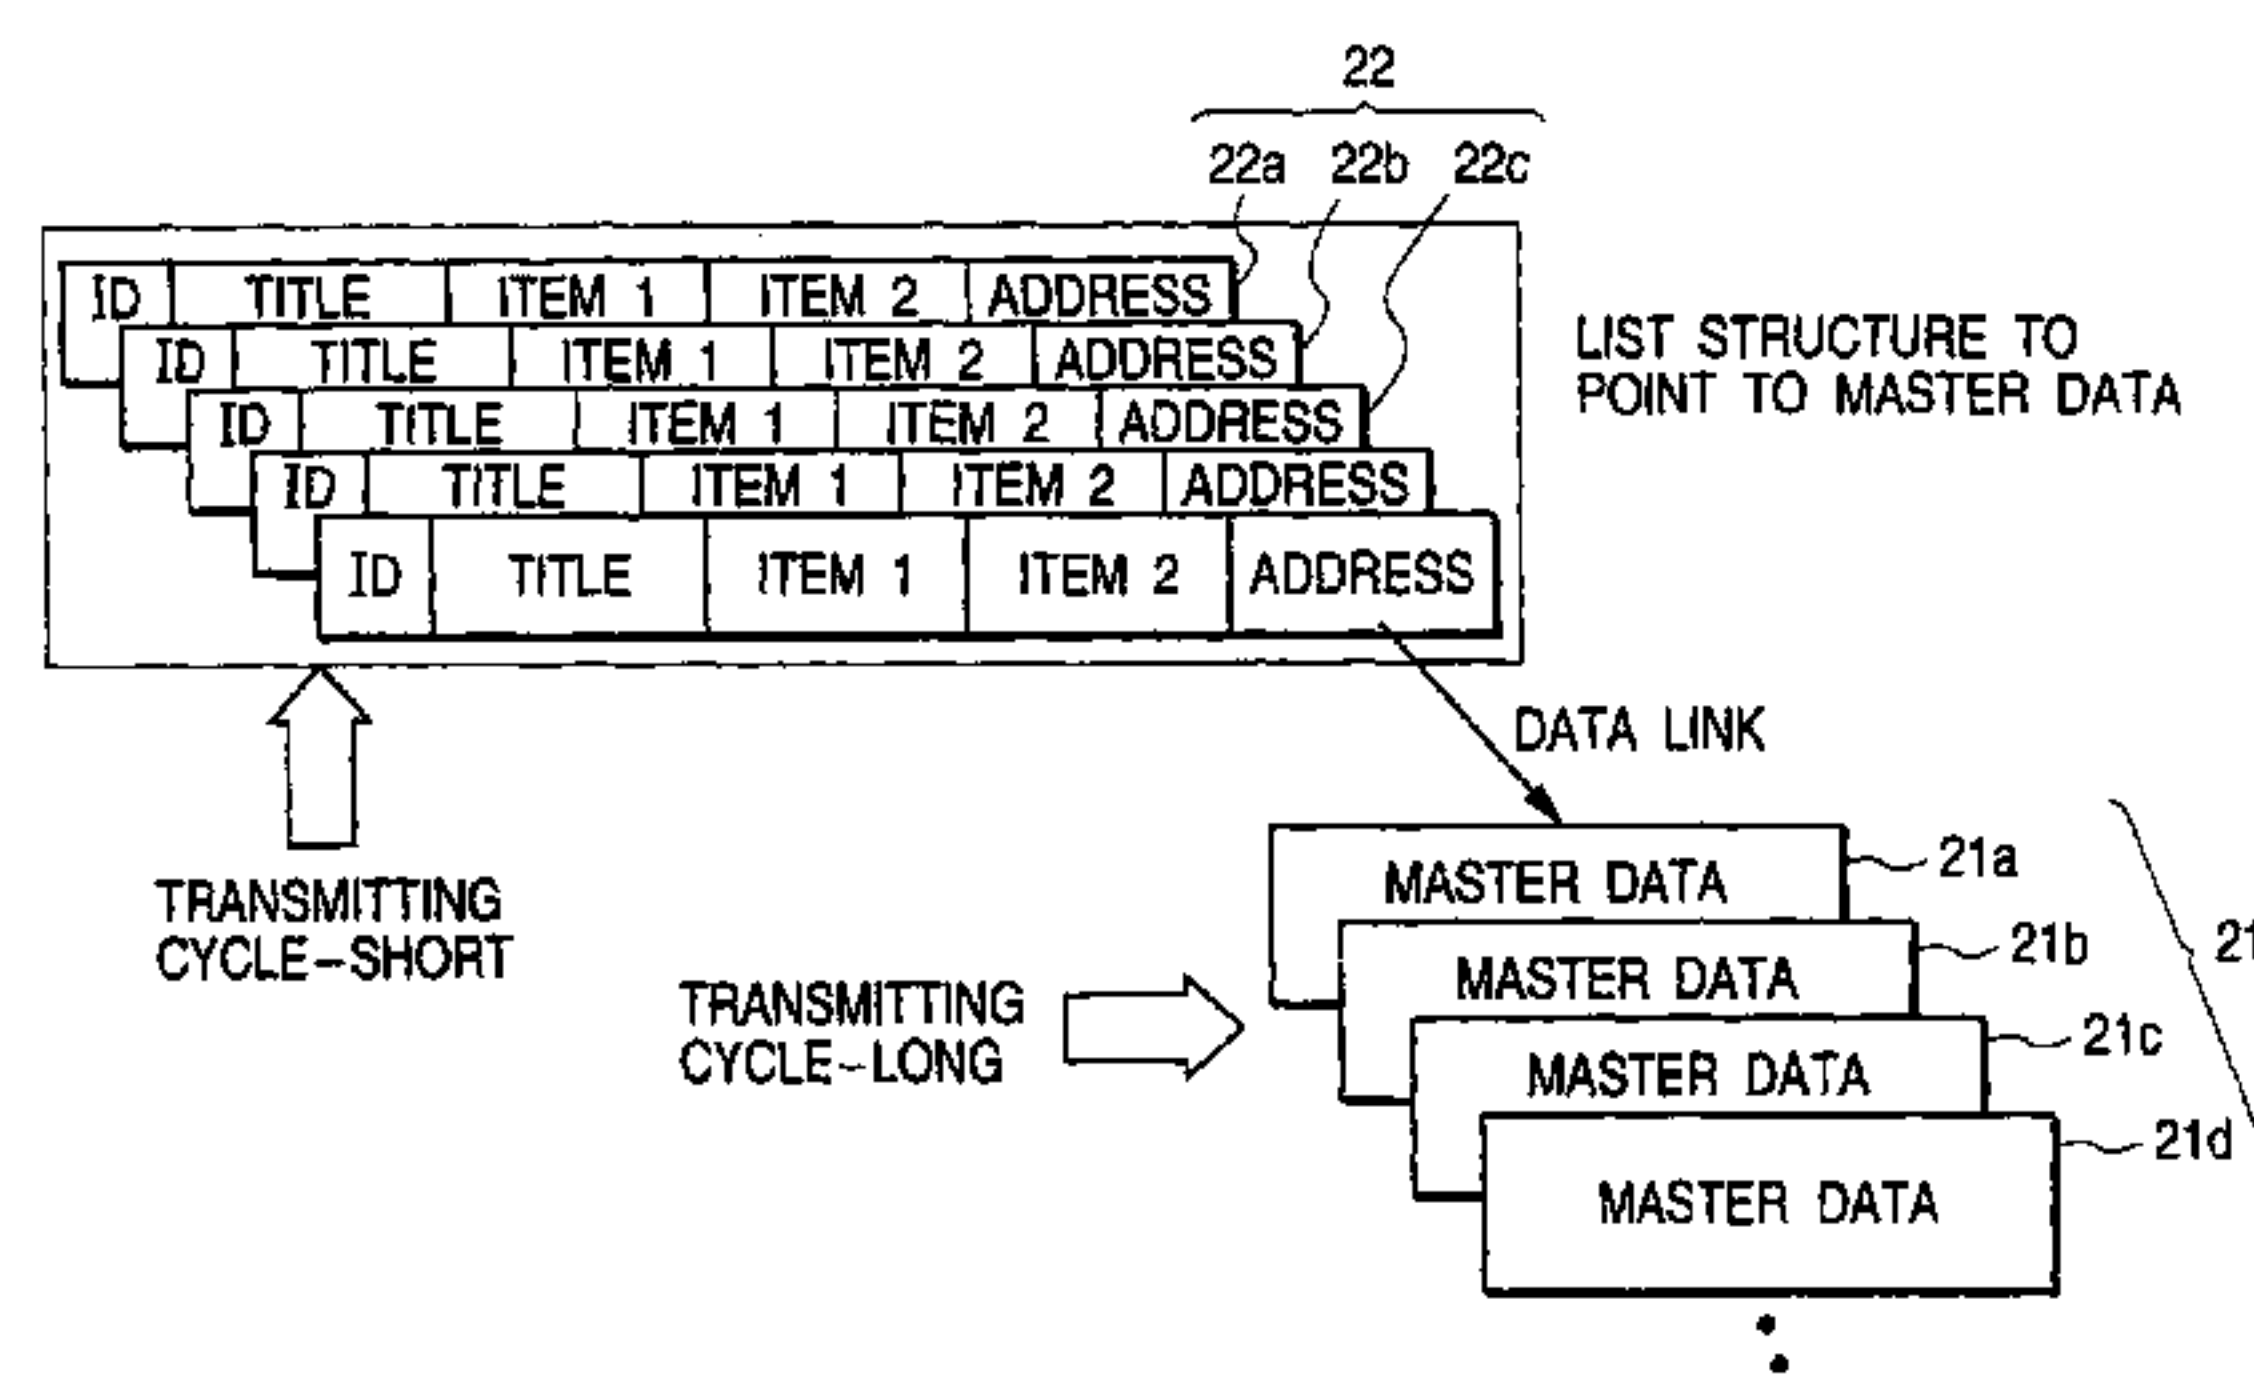 22
22a 22b 22c
ID TITLE ITEM 1 ITEM 2 ADDRESS
ID TITLE ITEM 1 ITEM 2 ADDRESS
ID TITLE ITEM 1 ITEM 2 ADDRESS
ID TITLE ITEM 1 ITEM 2 ADDRESS
ID TITLE ITEM 1 ITEM 2 ADDRESS
LIST STRUCTURE TO
POINT TO MASTER DATA
DATA LINK
TRANSMITTING
CYCLE-SHORT
TRANSMITTING
CYCLE-LONG
MASTER DATA 21a
MASTER DATA 21b
21
MASTER DATA 21c
MASTER DATA 21d